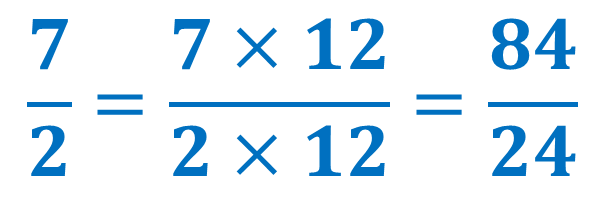 7/2 = 7 × 12/2 × 12 = 84/24